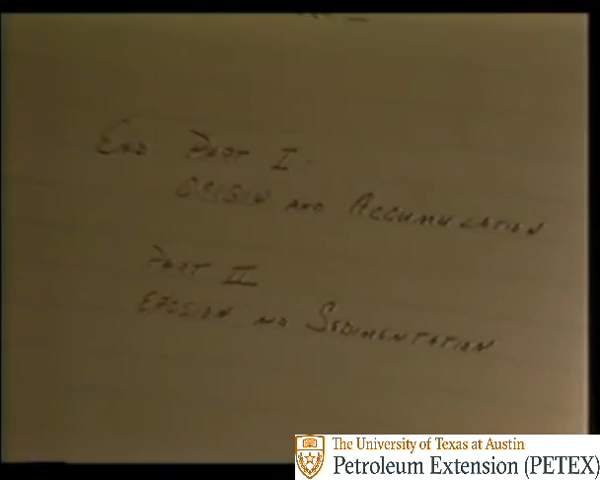 End Part I
Origin and Accumulation
Part II
Erosion and Sedimentation
The University of Texas at Austin
Petroleum Extension (PETEX)